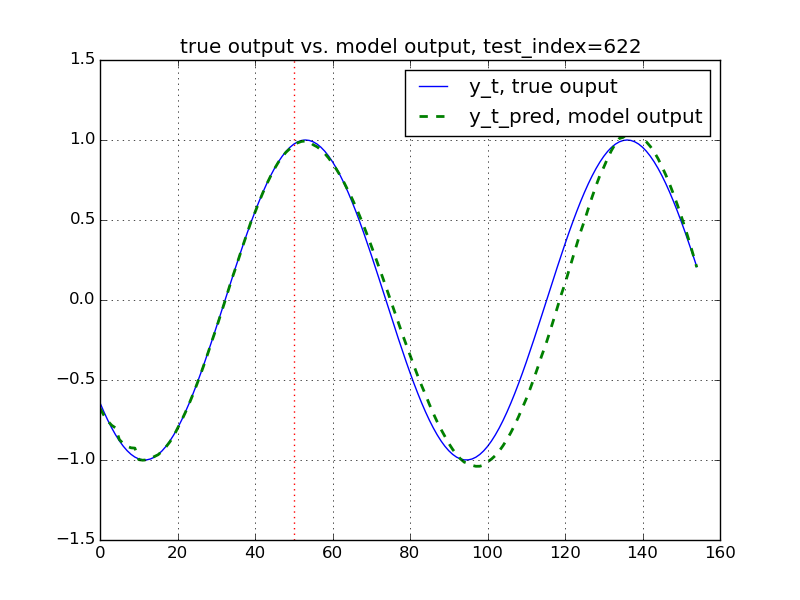 true output vs. model output, test_index=622
y_t, true ouput
y_t_pred, model output
1.5
1.0
0.5
0.0
−0.5
−1.0
−1.5
0 20 40 60 80 100 120 140 160